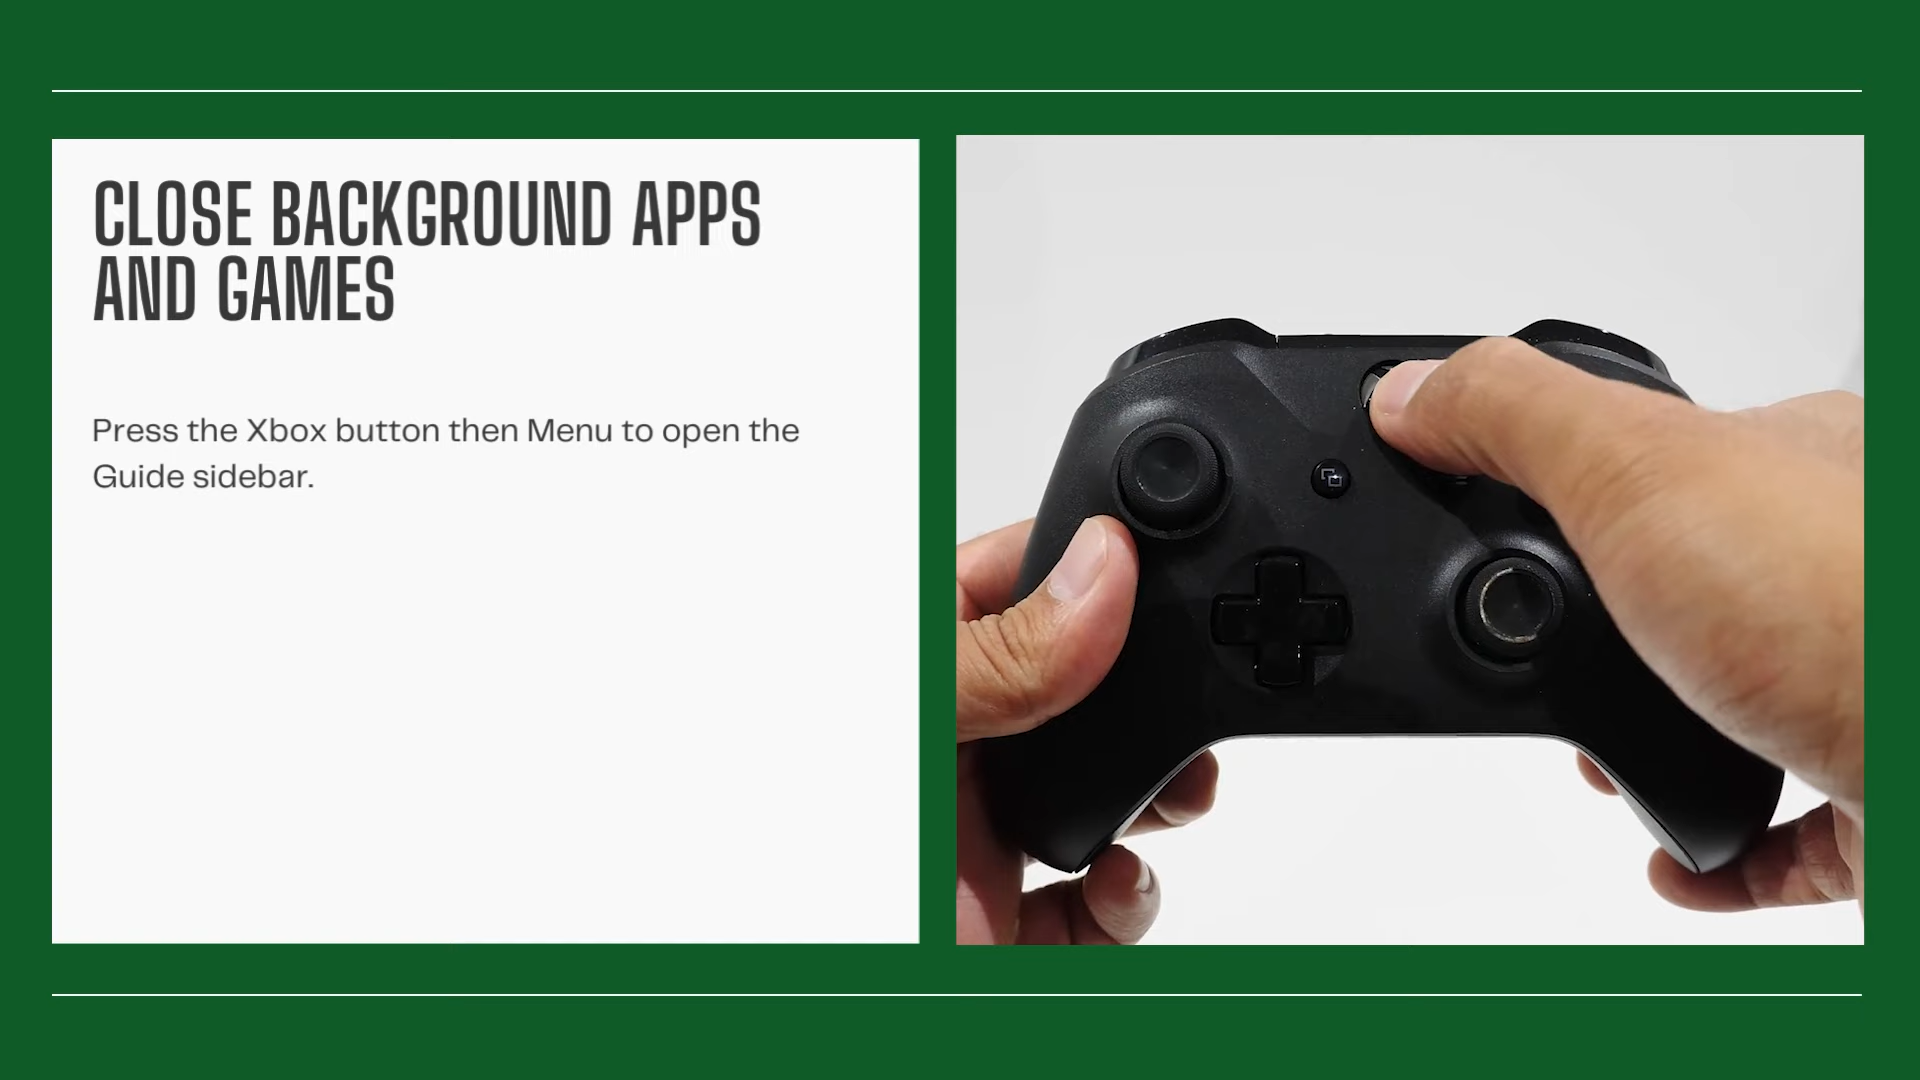 CLOSE BACKGROUND APPS
AND GAMES
Press the Xbox button then Menu to open the
Guide sidebar.